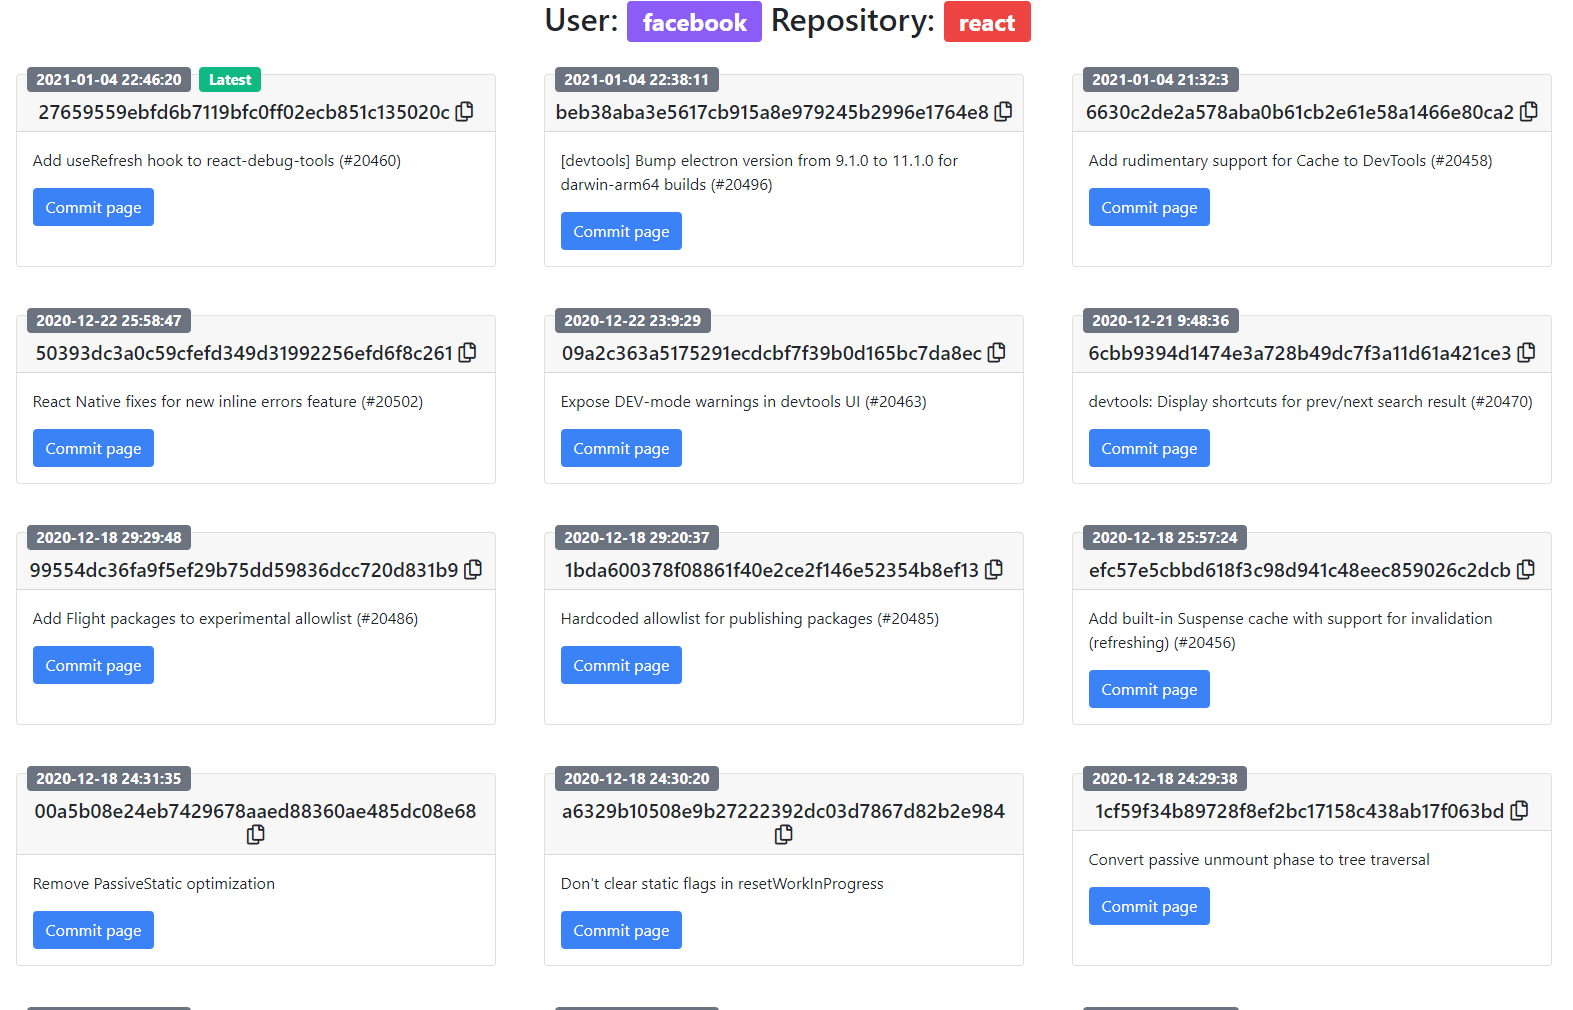 User: facebook Repository: react
2021-01-04 22:46:20 Latest
27659559ebfd6b7119bfc0ff02ecb851c135020c
Add useRefresh hook to react-debug-tools (#20460)
Commit page
2021-01-04 22:38:11
beb38aba3e5617cb915a8e979245b2996e1764e8
[devtools] Bump electron version from 9.1.0 to 11.1.0 for
darwin-arm64 builds (#20496)
Commit page
2021-01-04 21:32:3
6630c2de2a578aba0b61cb2e61e58a1466e80ca2
Add rudimentary support for Cache to DevTools (#20458)
Commit page
2020-12-22 25:58:47
50393dc3a0c59cfefd349d31992256efd6f8c261
React Native fixes for new inline errors feature (#20502)
Commit page
2020-12-22 23:9:29
09a2c363a5175291ecdcbf7f39b0d165bc7da8ec
Expose DEV-mode warnings in devtools UI (#20463)
Commit page
2020-12-21 9:48:36
6cbb9394d1474e3a728b49dc7f3a11d61a421ce3
devtools: Display shortcuts for prev/next search result (#20470)
Commit page
2020-12-18 29:29:48
99554dc36fa9f5ef29b75dd59836dcc720d831b9
Add Flight packages to experimental allowlist (#20486)
Commit page
2020-12-18 29:20:37
1bda600378f08861f40e2ce2f146e52354b8ef13
Hardcoded allowlist for publishing packages (#20485)
Commit page
2020-12-18 25:57:24
efc57e5cbbd618f3c98d941c48eec859026c2dcb
Add built-in Suspense cache with support for invalidation
(refreshing) (#20456)
Commit page
2020-12-18 24:31:35
00a5b08e24eb7429678aaed88360ae485dc08e68
Remove PassiveStatic optimization
Commit page
2020-12-18 24:30:20
a6329b10508e9b27222392dc03d7867d82b2e984
Don't clear static flags in resetWorkInProgress
Commit page
2020-12-18 24:29:38
1cf59f34b89728f8ef2bc17158c438ab17f063bd
Convert passive unmount phase to tree traversal
Commit page